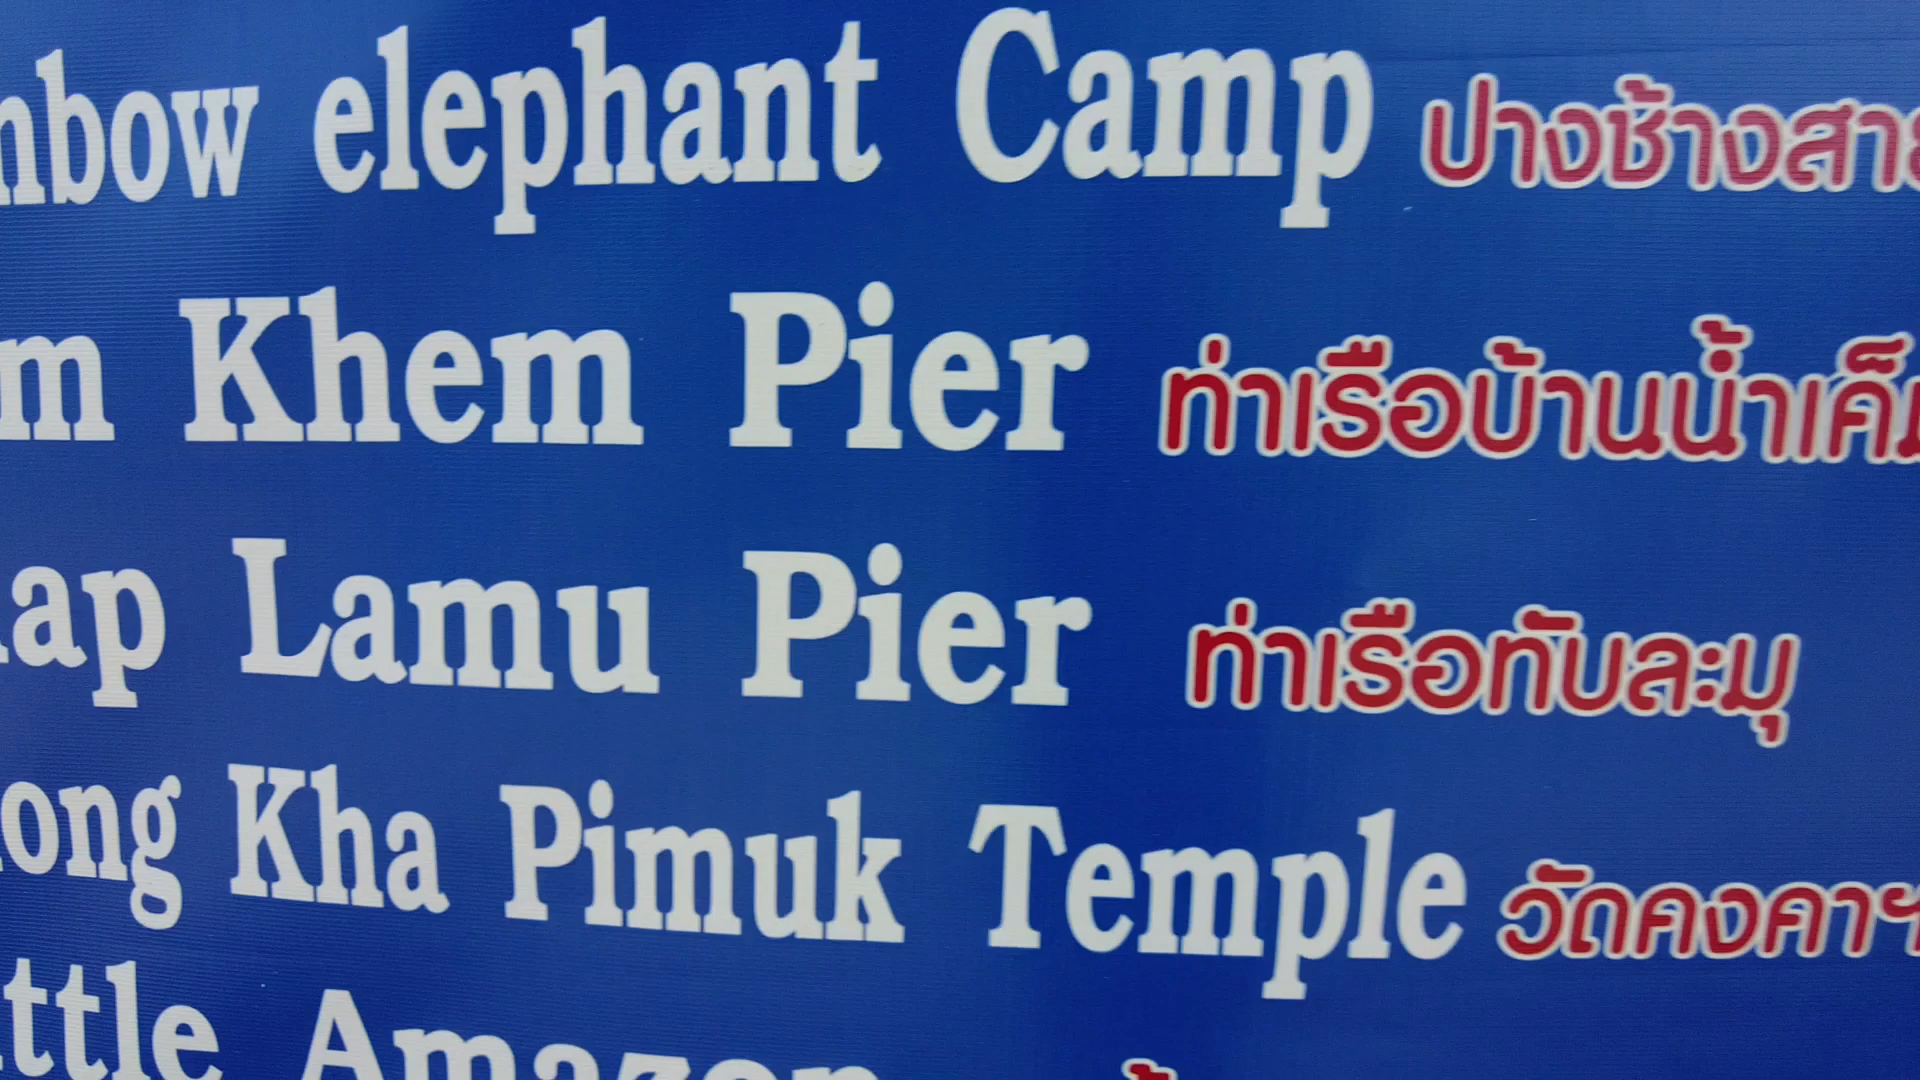 nbow elephant Camp ปางช้างสาย
m Khem Pier ท่าเรือบ้านน้ำเค็ม
ap Lamu Pier ท่าเรือทับละมุ
ong Kha Pimuk Temple วัดคงคาฯ
ttle Amazon